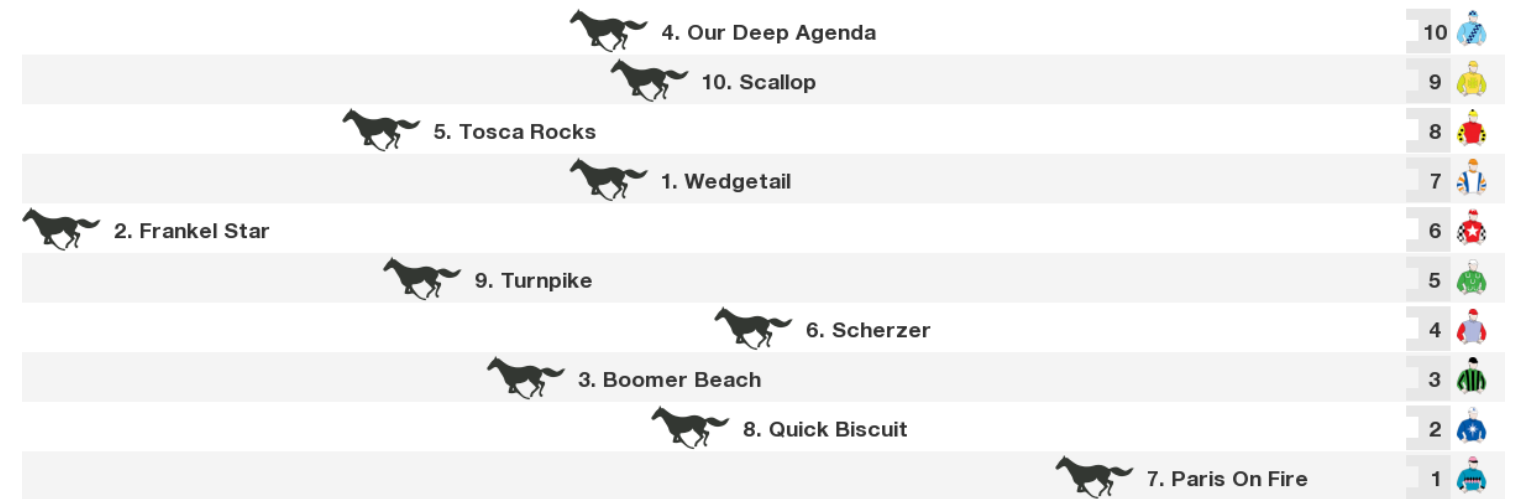 4. Our Deep Agenda 10
10. Scallop 9
5. Tosca Rocks 8
1. Wedgetail 7
2. Frankel Star 6
9. Turnpike 5
6. Scherzer 4
3. Boomer Beach 3
8. Quick Biscuit 2
7. Paris On Fire 1